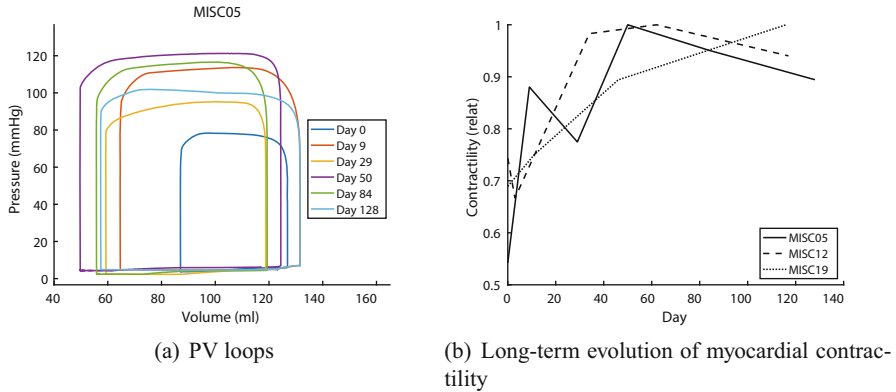 MISC05
Pressure (mmHg)
120
100
80
60
40
20
0
40
60
80
100
120
140
160
Volume (ml)
Day 0
Day 9
Day 29
Day 50
Day 84
Day 128
(a) PV loops
Contractility (relat)
1
0.9
0.8
0.7
0.6
0.5
0
20
40
60
80
100
120
140
Day
MISC05
MISC12
MISC19
(b) Long-term evolution of myocardial contrac-
tility